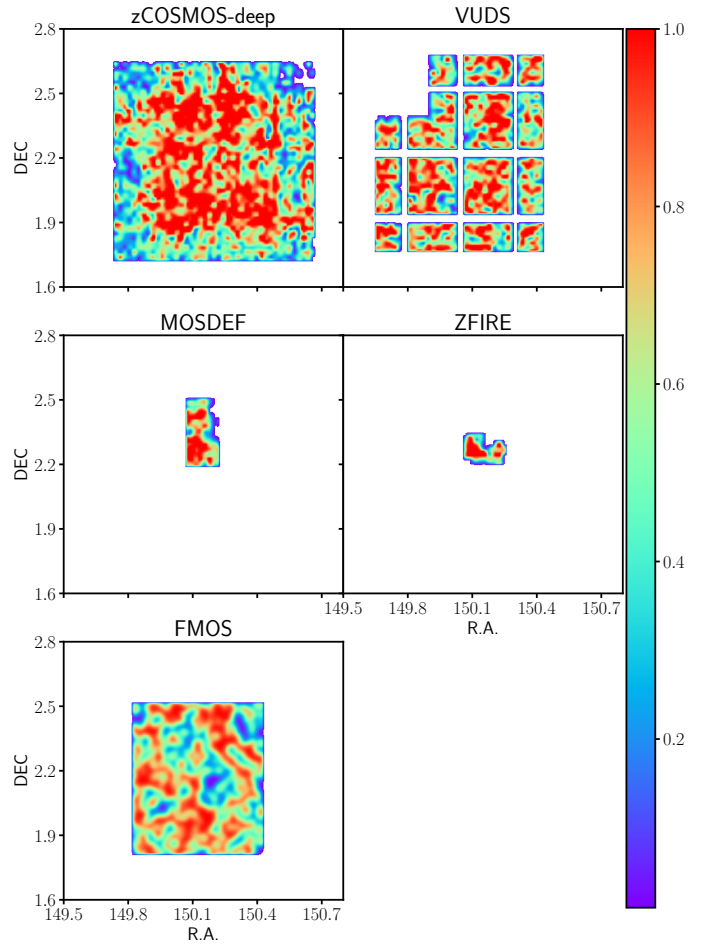 zCOSMOS-deep VUDS
2.8 1.0
2.5
DEC 2.2 0.8
1.9
1.6
MOSDEF ZFIRE
2.8 0.6
2.5
DEC 2.2
1.9 0.4
1.6
149.5 149.8 150.1 150.4 150.7
R.A.
FMOS
2.8
2.5 0.2
DEC 2.2
1.9
1.6
149.5 149.8 150.1 150.4 150.7
R.A.